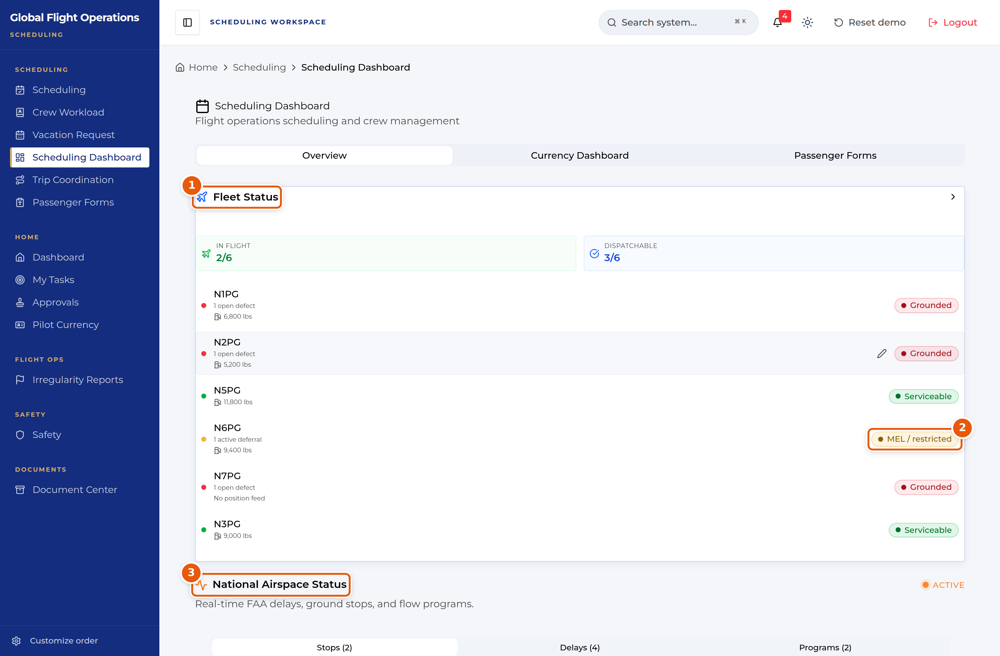 Global Flight Operations
SCHEDULING
SCHEDULING
Scheduling
Crew Workload
Vacation Request
Scheduling Dashboard
Trip Coordination
Passenger Forms
HOME
Dashboard
My Tasks
Approvals
Pilot Currency
FLIGHT OPS
Irregularity Reports
SAFETY
Safety
DOCUMENTS
Document Center
Customize order
SCHEDULING WORKSPACE
Search system...
⌘ K
4
Reset demo
Logout
Home > Scheduling > Scheduling Dashboard
Scheduling Dashboard
Flight operations scheduling and crew management
Overview
Currency Dashboard
Passenger Forms
1
Fleet Status
IN FLIGHT
2/6
DISPATCHABLE
3/6
N1PG
1 open defect
6,800 lbs
Grounded
N2PG
1 open defect
5,200 lbs
Grounded
N5PG
11,800 lbs
Serviceable
N6PG
1 active deferral
9,400 lbs
2
MEL / restricted
N7PG
1 open defect
No position feed
Grounded
N3PG
9,000 lbs
Serviceable
3
National Airspace Status
ACTIVE
Real-time FAA delays, ground stops, and flow programs.
Stops (2)
Delays (4)
Programs (2)